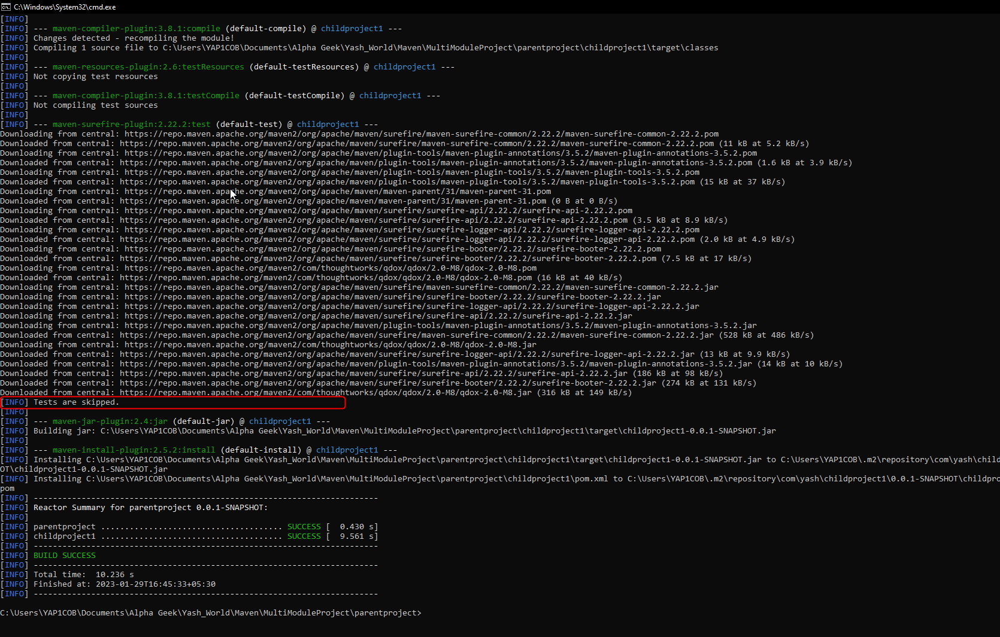 C:\Windows\System32\cmd.exe
[INFO]
[INFO] --- maven-compiler-plugin:3.8.1:compile (default-compile) @ childproject1 ---
[INFO] Changes detected - recompiling the module!
[INFO] Compiling 1 source file to C:\Users\YAP1COB\Documents\Alpha Geek\Yash_World\Maven\MultiModuleProject\parentproject\childproject1\target\classes
[INFO]
[INFO] --- maven-resources-plugin:2.6:testResources (default-testResources) @ childproject1 ---
[INFO] Not copying test resources
[INFO]
[INFO] --- maven-compiler-plugin:3.8.1:testCompile (default-testCompile) @ childproject1 ---
[INFO] Not compiling test sources
[INFO]
[INFO] --- maven-surefire-plugin:2.22.2:test (default-test) @ childproject1 ---
Downloading from central: https://repo.maven.apache.org/maven2/org/apache/maven/surefire/maven-surefire-common/2.22.2/maven-surefire-common-2.22.2.pom
Downloaded from central: https://repo.maven.apache.org/maven2/org/apache/maven/surefire/maven-surefire-common/2.22.2/maven-surefire-common-2.22.2.pom (11 kB at 5.2 kB/s)
Downloading from central: https://repo.maven.apache.org/maven2/org/apache/maven/plugin-tools/maven-plugin-annotations/3.5.2/maven-plugin-annotations-3.5.2.pom
Downloaded from central: https://repo.maven.apache.org/maven2/org/apache/maven/plugin-tools/maven-plugin-annotations/3.5.2/maven-plugin-annotations-3.5.2.pom (1.6 kB at 3.9 kB/s)
Downloading from central: https://repo.maven.apache.org/maven2/org/apache/maven/plugin-tools/maven-plugin-tools/3.5.2/maven-plugin-tools-3.5.2.pom
Downloaded from central: https://repo.maven.apache.org/maven2/org/apache/maven/plugin-tools/maven-plugin-tools/3.5.2/maven-plugin-tools-3.5.2.pom (15 kB at 37 kB/s)
Downloading from central: https://repo.maven.apache.org/maven2/org/apache/maven/maven-parent/31/maven-parent-31.pom
Downloaded from central: https://repo.maven.apache.org/maven2/org/apache/maven/maven-parent/31/maven-parent-31.pom (0 B at 0 B/s)
Downloading from central: https://repo.maven.apache.org/maven2/org/apache/maven/surefire/surefire-api/2.22.2/surefire-api-2.22.2.pom
Downloaded from central: https://repo.maven.apache.org/maven2/org/apache/maven/surefire/surefire-api/2.22.2/surefire-api-2.22.2.pom (3.5 kB at 8.9 kB/s)
Downloading from central: https://repo.maven.apache.org/maven2/org/apache/maven/surefire/surefire-logger-api/2.22.2/surefire-logger-api-2.22.2.pom
Downloaded from central: https://repo.maven.apache.org/maven2/org/apache/maven/surefire/surefire-logger-api/2.22.2/surefire-logger-api-2.22.2.pom (2.0 kB at 4.9 kB/s)
Downloading from central: https://repo.maven.apache.org/maven2/org/apache/maven/surefire/surefire-booter/2.22.2/surefire-booter-2.22.2.pom
Downloaded from central: https://repo.maven.apache.org/maven2/org/apache/maven/surefire/surefire-booter/2.22.2/surefire-booter-2.22.2.pom (7.5 kB at 17 kB/s)
Downloading from central: https://repo.maven.apache.org/maven2/com/thoughtworks/qdox/qdox/2.0-M8/qdox-2.0-M8.pom
Downloaded from central: https://repo.maven.apache.org/maven2/com/thoughtworks/qdox/qdox/2.0-M8/qdox-2.0-M8.pom (16 kB at 40 kB/s)
Downloading from central: https://repo.maven.apache.org/maven2/org/apache/maven/surefire/maven-surefire-common/2.22.2/maven-surefire-common-2.22.2.jar
Downloading from central: https://repo.maven.apache.org/maven2/org/apache/maven/surefire/surefire-booter/2.22.2/surefire-booter-2.22.2.jar
Downloading from central: https://repo.maven.apache.org/maven2/org/apache/maven/surefire/surefire-logger-api/2.22.2/surefire-logger-api-2.22.2.jar
Downloading from central: https://repo.maven.apache.org/maven2/org/apache/maven/surefire/surefire-api/2.22.2/surefire-api-2.22.2.jar
Downloading from central: https://repo.maven.apache.org/maven2/org/apache/maven/plugin-tools/maven-plugin-annotations/3.5.2/maven-plugin-annotations-3.5.2.jar
Downloaded from central: https://repo.maven.apache.org/maven2/org/apache/maven/surefire/maven-surefire-common/2.22.2/maven-surefire-common-2.22.2.jar (528 kB at 486 kB/s)
Downloading from central: https://repo.maven.apache.org/maven2/com/thoughtworks/qdox/qdox/2.0-M8/qdox-2.0-M8.jar
Downloaded from central: https://repo.maven.apache.org/maven2/org/apache/maven/surefire/surefire-logger-api/2.22.2/surefire-logger-api-2.22.2.jar (13 kB at 9.9 kB/s)
Downloaded from central: https://repo.maven.apache.org/maven2/org/apache/maven/plugin-tools/maven-plugin-annotations/3.5.2/maven-plugin-annotations-3.5.2.jar (14 kB at 10 kB/s)
Downloaded from central: https://repo.maven.apache.org/maven2/org/apache/maven/surefire/surefire-api/2.22.2/surefire-api-2.22.2.jar (186 kB at 98 kB/s)
Downloaded from central: https://repo.maven.apache.org/maven2/org/apache/maven/surefire/surefire-booter/2.22.2/surefire-booter-2.22.2.jar (274 kB at 131 kB/s)
Downloaded from central: https://repo.maven.apache.org/maven2/com/thoughtworks/qdox/qdox/2.0-M8/qdox-2.0-M8.jar (316 kB at 149 kB/s)
[INFO] Tests are skipped.
[INFO]
[INFO] --- maven-jar-plugin:2.4:jar (default-jar) @ childproject1 ---
[INFO] Building jar: C:\Users\YAP1COB\Documents\Alpha Geek\Yash_World\Maven\MultiModuleProject\parentproject\childproject1\target\childproject1-0.0.1-SNAPSHOT.jar
[INFO]
[INFO] --- maven-install-plugin:2.5.2:install (default-install) @ childproject1 ---
[INFO] Installing C:\Users\YAP1COB\Documents\Alpha Geek\Yash_World\Maven\MultiModuleProject\parentproject\childproject1\target\childproject1-0.0.1-SNAPSHOT.jar to C:\Users\YAP1COB\.m2\repository\com\yash\child
OT\childproject1-0.0.1-SNAPSHOT.jar
[INFO] Installing C:\Users\YAP1COB\Documents\Alpha Geek\Yash_World\Maven\MultiModuleProject\parentproject\childproject1\pom.xml to C:\Users\YAP1COB\.m2\repository\com\yash\childproject1\0.0.1-SNAPSHOT\childpro
pom
[INFO] ------------------------------------------------------------------------
[INFO] Reactor Summary for parentproject 0.0.1-SNAPSHOT:
[INFO]
[INFO] parentproject ...................................... SUCCESS [  0.430 s]
[INFO] childproject1 ...................................... SUCCESS [  9.561 s]
[INFO] ------------------------------------------------------------------------
[INFO] BUILD SUCCESS
[INFO] ------------------------------------------------------------------------
[INFO] Total time:  10.236 s
[INFO] Finished at: 2023-01-29T16:45:33+05:30
[INFO] ------------------------------------------------------------------------
C:\Users\YAP1COB\Documents\Alpha Geek\Yash_World\Maven\MultiModuleProject\parentproject>